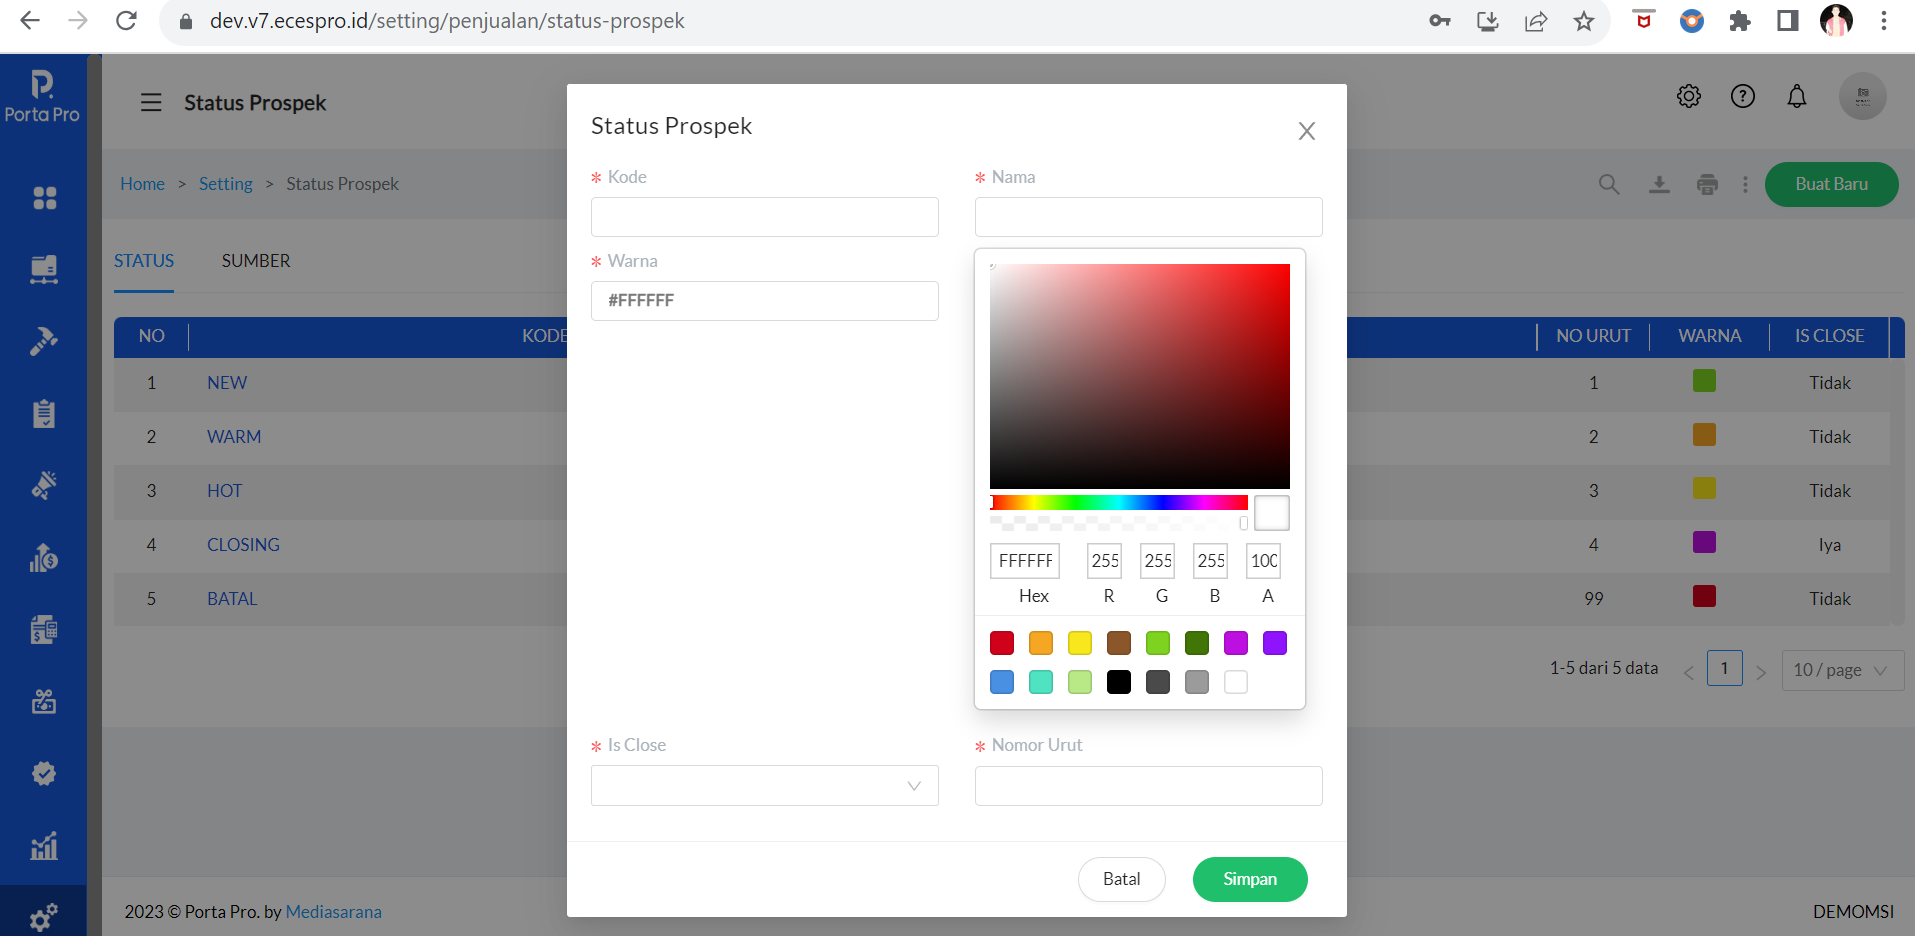 dev.v7.ecespro.id/setting/penjualan/status-prospek
Porta Pro
Status Prospek
Home > Setting > Status Prospek
Buat Baru
STATUS
SUMBER
NO
KODE
NO URUT
WARNA
IS CLOSE
1
NEW
1
Tidak
2
WARM
2
Tidak
3
HOT
3
Tidak
4
CLOSING
4
Iya
5
BATAL
99
Tidak
1-5 dari 5 data
1
10 / page
Status Prospek
* Kode
* Nama
* Warna
#FFFFFF
FFFFFF
255
255
255
100
Hex
R
G
B
A
* Is Close
* Nomor Urut
Batal
Simpan
2023 © Porta Pro. by Mediasarana
DEMOMSI